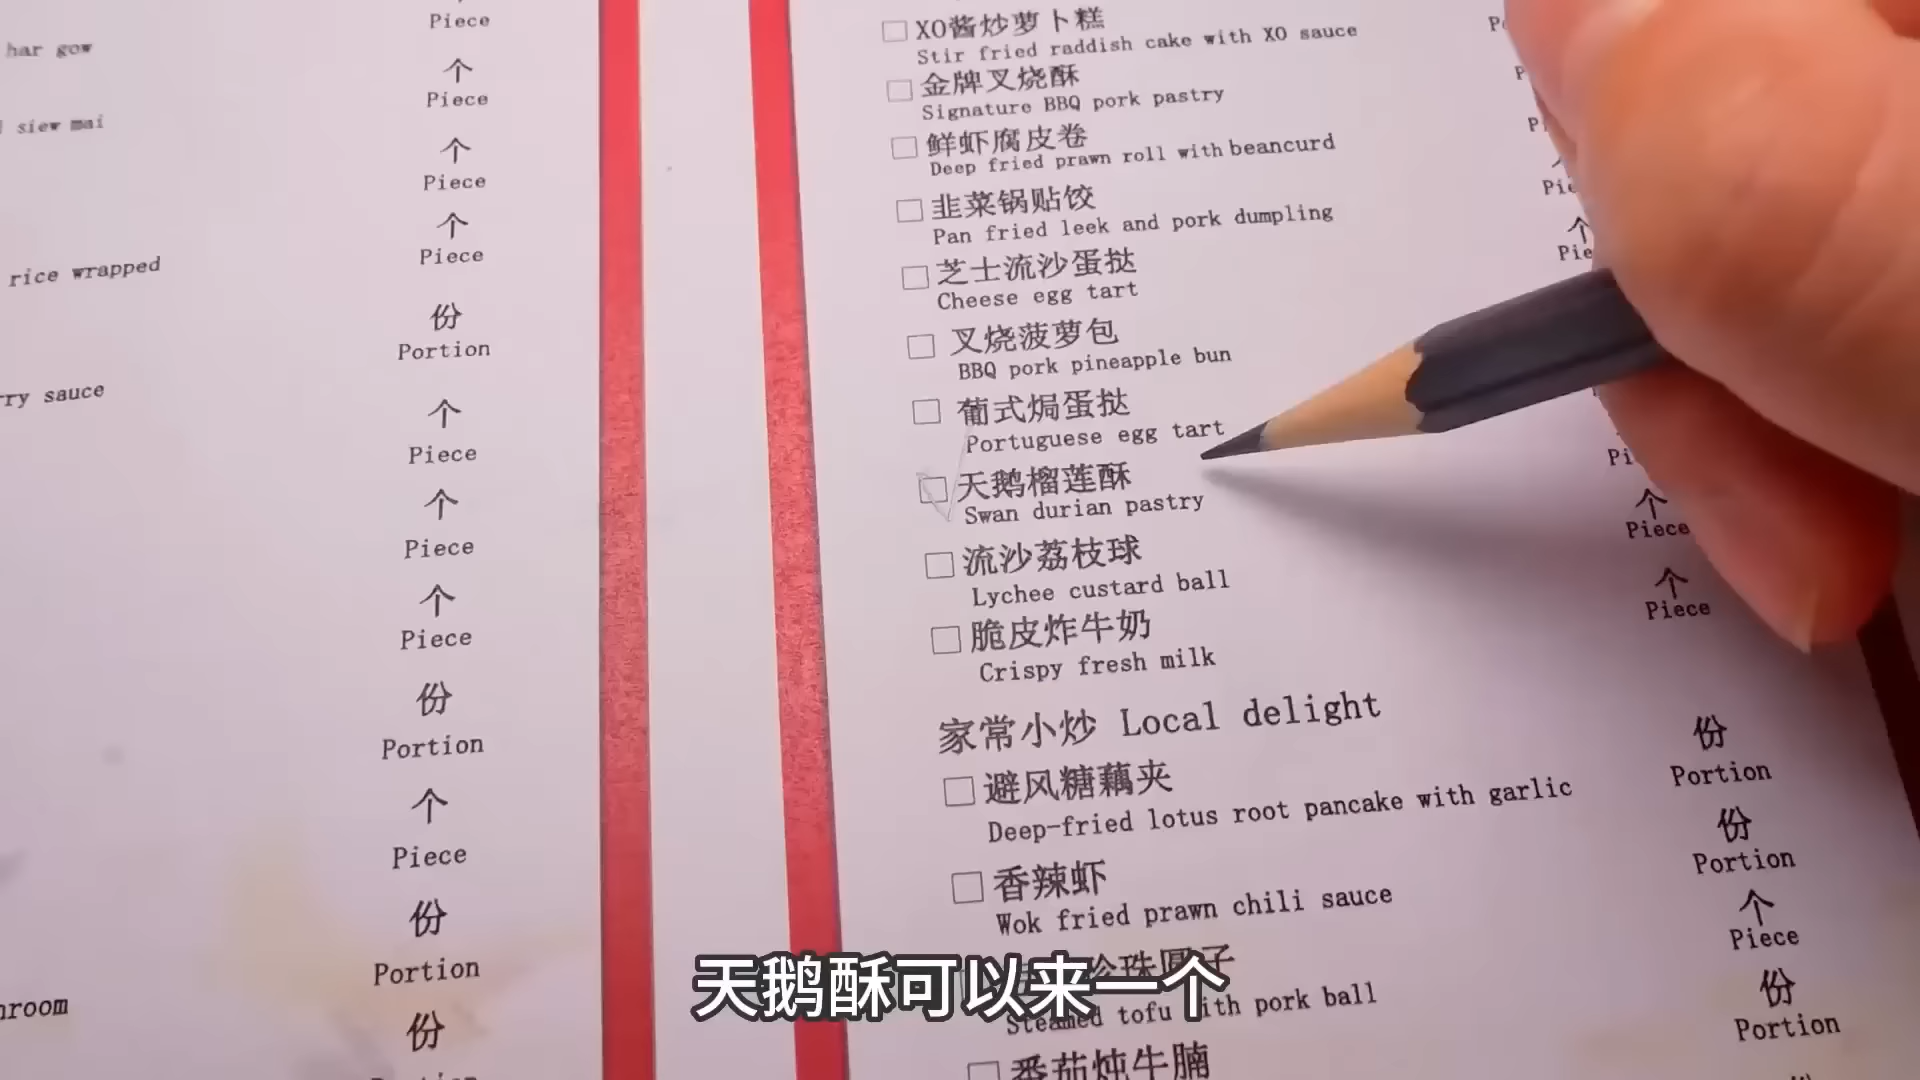 Piece
har gow
个
Piece
siew mai
个
Piece
个
Piece
rice wrapped
份
Portion
sauce
个
Piece
个
Piece
个
Piece
份
Portion
个
Piece
份
Portion
份
XO酱炒萝卜糕
Stir fried raddish cake with XO sauce
金牌叉烧酥
Signature BBQ pork pastry
鲜虾腐皮卷
Deep fried prawn roll with beancurd
韭菜锅贴饺
Pan fried leek and pork dumpling
个
芝士流沙蛋挞
Cheese egg tart
叉烧菠萝包
BBQ pork pineapple bun
葡式焗蛋挞
Portuguese egg tart
天鹅榴莲酥
Swan durian pastry
个
Piece
流沙荔枝球
Lychee custard ball
个
Piece
脆皮炸牛奶
Crispy fresh milk
家常小炒 Local delight
避风糖藕夹
Deep-fried lotus root pancake with garlic
份
Portion
香辣虾
Wok fried prawn chili sauce
份
Portion
珍珠圆子
Steamed tofu with pork ball
个
Piece
番茄炖牛腩
份
Portion
天鹅酥可以来一个